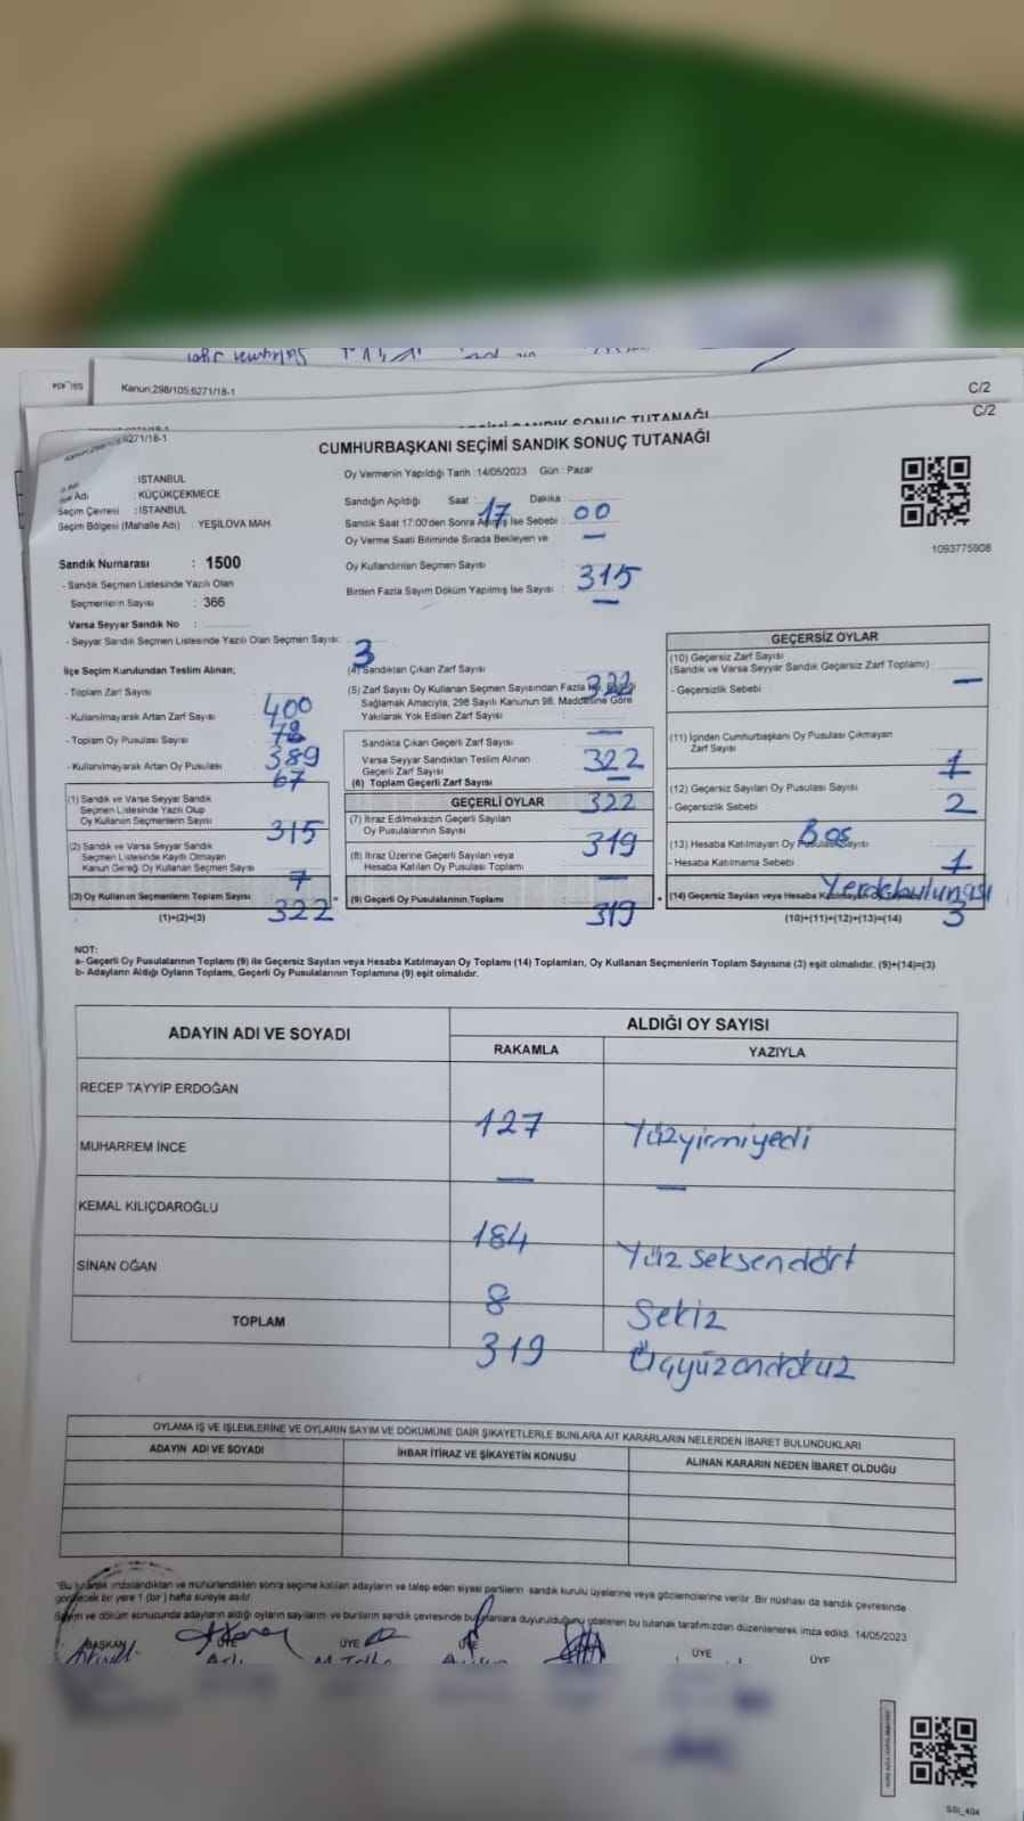 Kanun:298/105;6271/18-1
C/2
C/2
6271/18-1
CUMHURBAŞKANI SEÇİMİ SANDIK SONUÇ TUTANAĞI
Oy Vermenin Yapıldığı Tarih :14/05/2023 Gün : Pazar
İSTANBUL
Adı : KÜÇÜKÇEKMECE
Seçim Çevresi : İSTANBUL
Seçim Bölgesi (Mahalle Adı) : YEŞİLOVA MAH
Sandığın Açıldığı Saat : 17 Dakika 00
Sandık Saat 17:00'den Sonra Açılmış İse Sebebi : —
Oy Verme Saati Bitiminde Sırada Bekleyen ve
Oy Kullandırılan Seçmen Sayısı : 315
Birden Fazla Sayım Döküm Yapılmış İse Sayısı : —
1093775908
Sandık Numarası : 1500
- Sandık Seçmen Listesinde Yazılı Olan
Seçmenlerin Sayısı : 366
Varsa Seyyar Sandık No :
- Seyyar Sandık Seçmen Listesinde Yazılı Olan Seçmen Sayısı: 3
İlçe Seçim Kurulundan Teslim Alınan;
- Toplam Zarf Sayısı 400
- Kullanılmayarak Artan Zarf Sayısı 78
- Toplam Oy Pusulası Sayısı 389
- Kullanılmayarak Artan Oy Pusulası 67
(1) Sandık ve Varsa Seyyar Sandık
Seçmen Listesinde Yazılı Olup
Oy Kullanan Seçmenlerin Sayısı 315
(2) Sandık ve Varsa Seyyar Sandık
Seçmen Listesinde Kayıtlı Olmayan
Kanun Gereği Oy Kullanan Seçmen Sayısı 7
(3) Oy Kullanan Seçmenlerin Toplam Sayısı 322
(1)+(2)=(3)
(4) Sandıktan Çıkan Zarf Sayısı 322
(5) Zarf Sayısı Oy Kullanan Seçmen Sayısından Fazla
Sağlamak Amacıyla, 298 Sayılı Kanunun 98. Maddesine Göre
Yakılarak Yok Edilen Zarf Sayısı —
Sandıkta Çıkan Geçerli Zarf Sayısı 322
Varsa Seyyar Sandıktan Teslim Alınan
Geçerli Zarf Sayısı —
(6) Toplam Geçerli Zarf Sayısı 322
GEÇERLİ OYLAR
(7) İtiraz Edilmeksizin Geçerli Sayılan
Oy Pusulalarının Sayısı 319
(8) İtiraz Üzerine Geçerli Sayılan veya
Hesaba Katılan Oy Pusulası Toplamı —
(9) Geçerli Oy Pusulalarının Toplamı 319
GEÇERSİZ OYLAR
(10) Geçersiz Zarf Sayısı
(Sandık ve Varsa Seyyar Sandık Geçersiz Zarf Toplamı) —
- Geçersizlik Sebebi
(11) İçinden Cumhurbaşkanı Oy Pusulası Çıkmayan
Zarf Sayısı 1
(12) Geçersiz Sayılan Oy Pusulası Sayısı 2
- Geçersizlik Sebebi Boş
(13) Hesaba Katılmayan Oy Pusulası Sayısı 1
- Hesaba Katılmama Sebebi Yerdebulunası
(14) Geçersiz Sayılan veya Hesaba Katılmayan 3
(10)+(11)+(12)+(13)=(14)
NOT:
a- Geçerli Oy Pusulalarının Toplamı (9) ile Geçersiz Sayılan veya Hesaba Katılmayan Oy Toplamı (14) Toplamları, Oy Kullanan Seçmenlerin Toplam Sayısına (3) eşit olmalıdır. (9)+(14)=(3)
b- Adayların Aldığı Oyların Toplamı, Geçerli Oy Pusulalarının Toplamına (9) eşit olmalıdır.
ADAYIN ADI VE SOYADI
ALDIĞI OY SAYISI
RAKAMLA YAZIYLA
RECEP TAYYİP ERDOĞAN 127 Yüzyirmiyedi
MUHARREM İNCE — —
KEMAL KILIÇDAROĞLU 184 Yüz seksendört
SİNAN OĞAN 8 Sekiz
TOPLAM 319 Üçyüzondokuz
OYLAMA İŞ VE İŞLEMLERİNE VE OYLARIN SAYIM VE DÖKÜMÜNE DAİR ŞİKAYETLERLE BUNLARA AİT KARARLARIN NELERDEN İBARET BULUNDUKLARI
ADAYIN ADI VE SOYADI İHBAR İTİRAZ VE ŞİKAYETİN KONUSU ALINAN KARARIN NEDEN İBARET OLDUĞU
*Bu tutanak imzalandıktan ve mühürlendikten sonra seçime katılan adayların ve talep eden siyasi partilerin sandık kurulu üyelerine veya gözlemcilerine verilir. Bir nüshası da sandık çevresinde
görülecek bir yere 1 (bir) hafta süreyle asılır.
Sayım ve döküm sonucunda adayların aldığı oyların sayılarını ve bunların sandık çevresinde bulunanlara duyurulduğunu gösteren bu tutanak tarafımızdan düzenlenerek imza edildi. 14/05/2023
BAŞKAN ÜYE ÜYE ÜYE ÜYE ÜYE